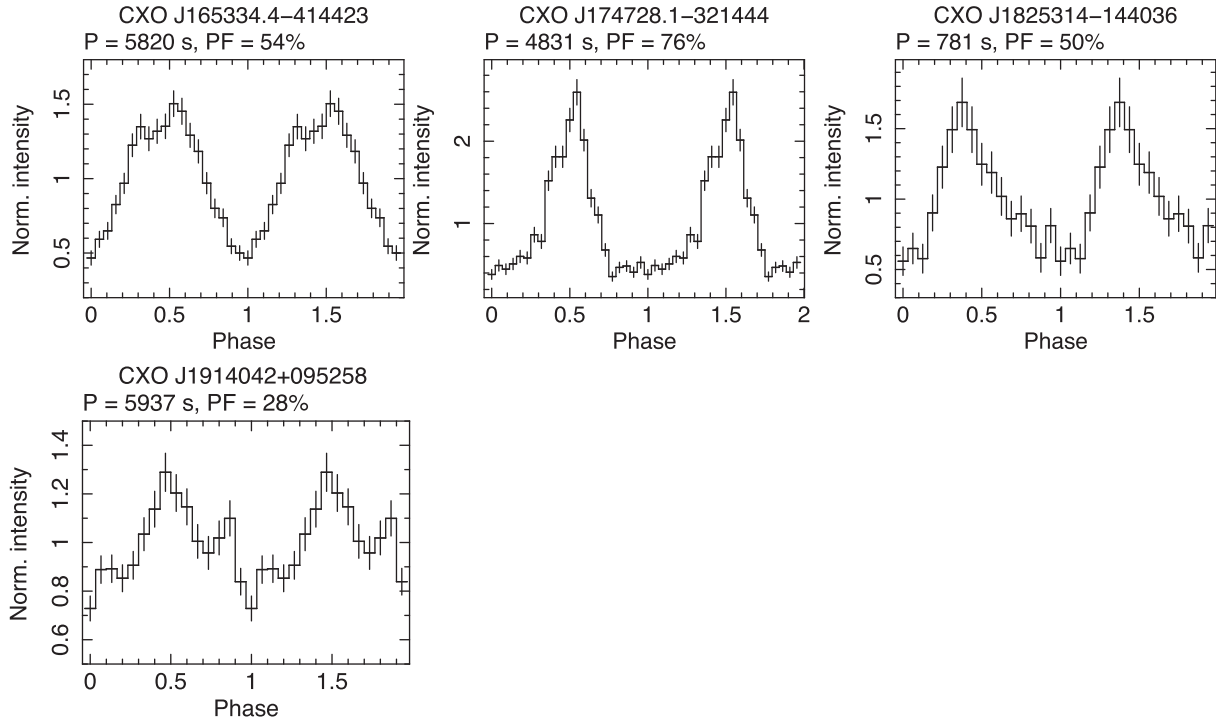 CXO J165334.4−414423
P = 5820 s, PF = 54%
Norm. intensity
0.5
1
1.5
0
0.5
1
1.5
Phase
CXO J174728.1−321444
P = 4831 s, PF = 76%
Norm. intensity
1
2
0
0.5
1
1.5
2
Phase
CXO J1825314−144036
P = 781 s, PF = 50%
Norm. intensity
0.5
1
1.5
0
0.5
1
1.5
Phase
CXO J1914042+095258
P = 5937 s, PF = 28%
Norm. intensity
0.6
0.8
1
1.2
1.4
0
0.5
1
1.5
Phase